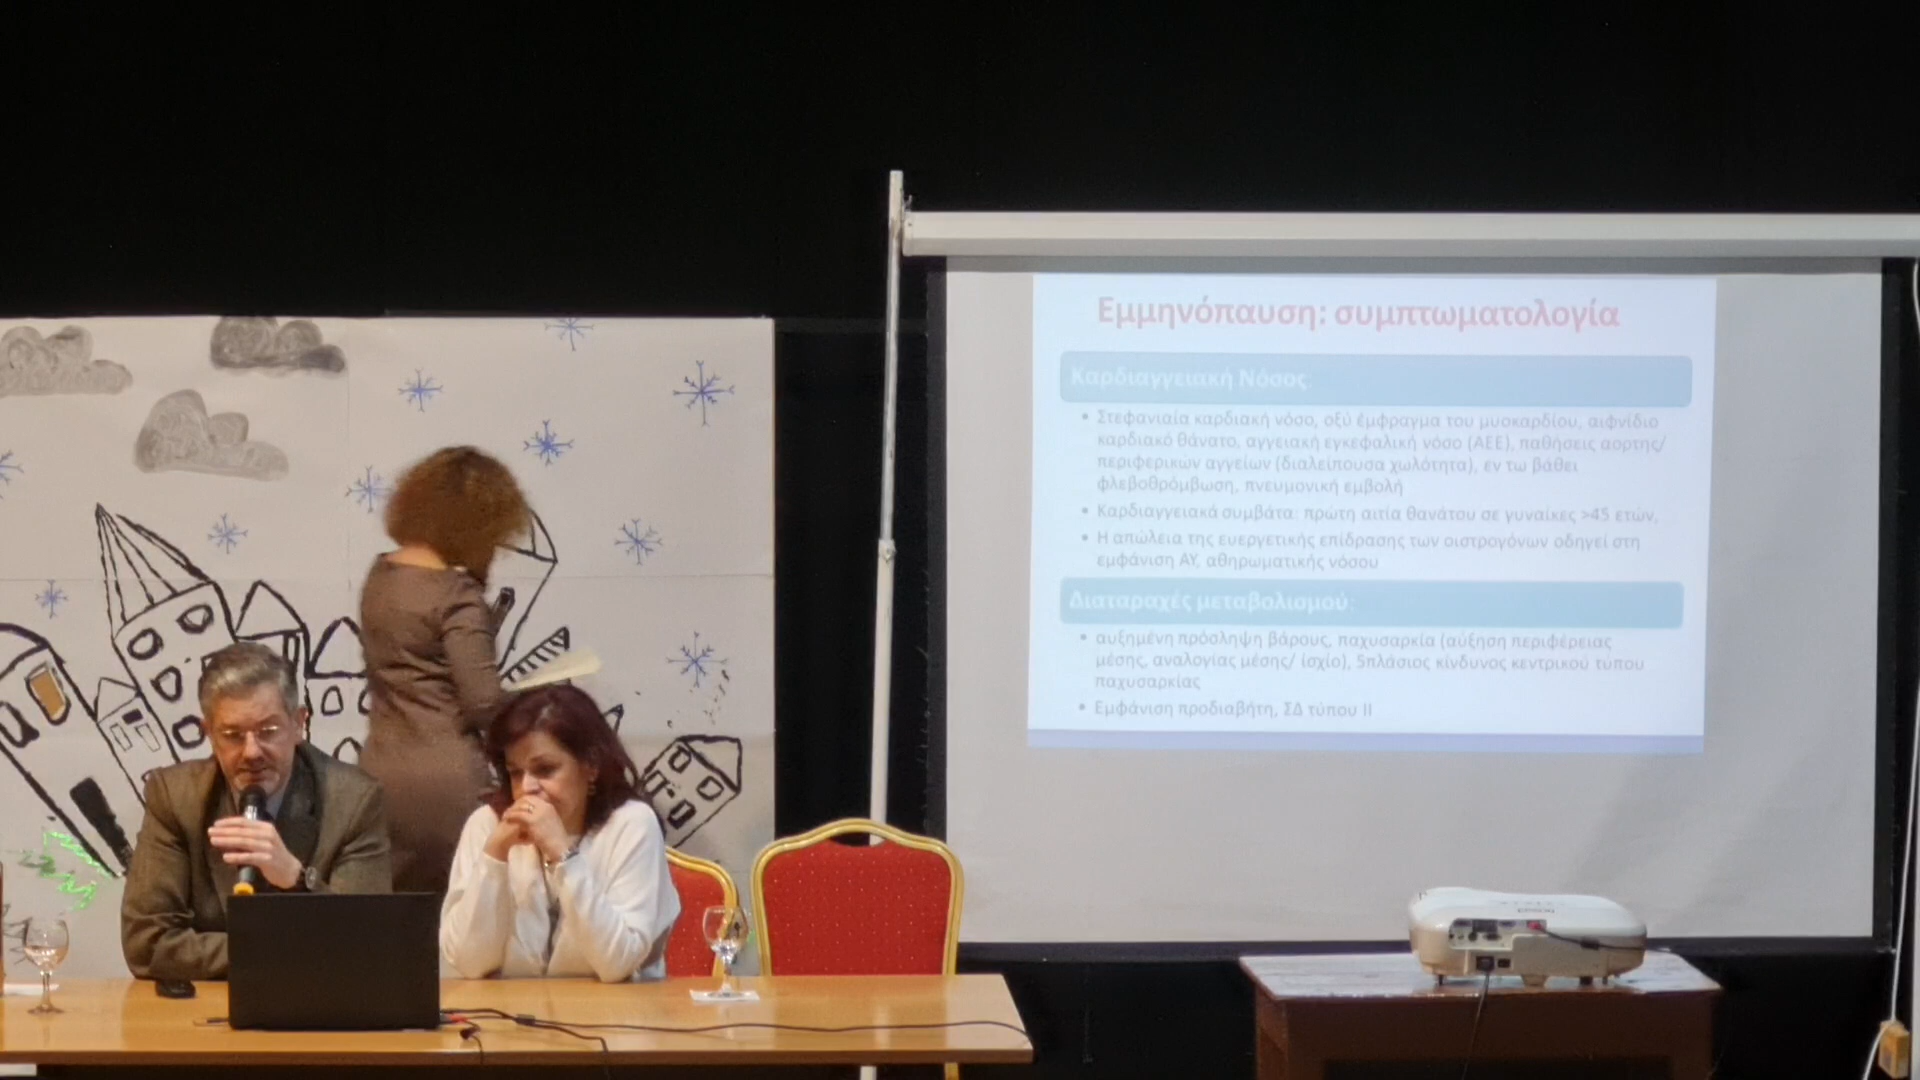 Εμμηνόπαυση: συμπτωματολογία
Καρδιαγγειακή Νόσος:
• Στεφανιαία καρδιακή νόσο, οξύ έμφραγμα του μυοκαρδίου, αιφνίδιο
καρδιακό θάνατο, αγγειακή εγκεφαλική νόσο (ΑΕΕ), παθήσεις αορτης/
περιφερικών αγγείων (διαλείπουσα χωλότητα), εν τω βάθει
φλεβοθρόμβωση, πνευμονική εμβολή
• Καρδιαγγειακά συμβάτα: πρώτη αιτία θανάτου σε γυναίκες >45 ετών,
• Η απώλεια της ευεργετικής επίδρασης των οιστρογόνων οδηγεί στη
εμφάνιση ΑΥ, αθηρωματικής νόσου
Διαταραχές μεταβολισμού:
• αυξημένη πρόσληψη βάρους, παχυσαρκία (αύξηση περιφέρειας
μέσης, αναλογίας μέσης/ ισχίο), 5πλάσιος κίνδυνος κεντρικού τύπου
παχυσαρκίας
• Εμφάνιση προδιαβήτη, ΣΔ τύπου ΙΙ